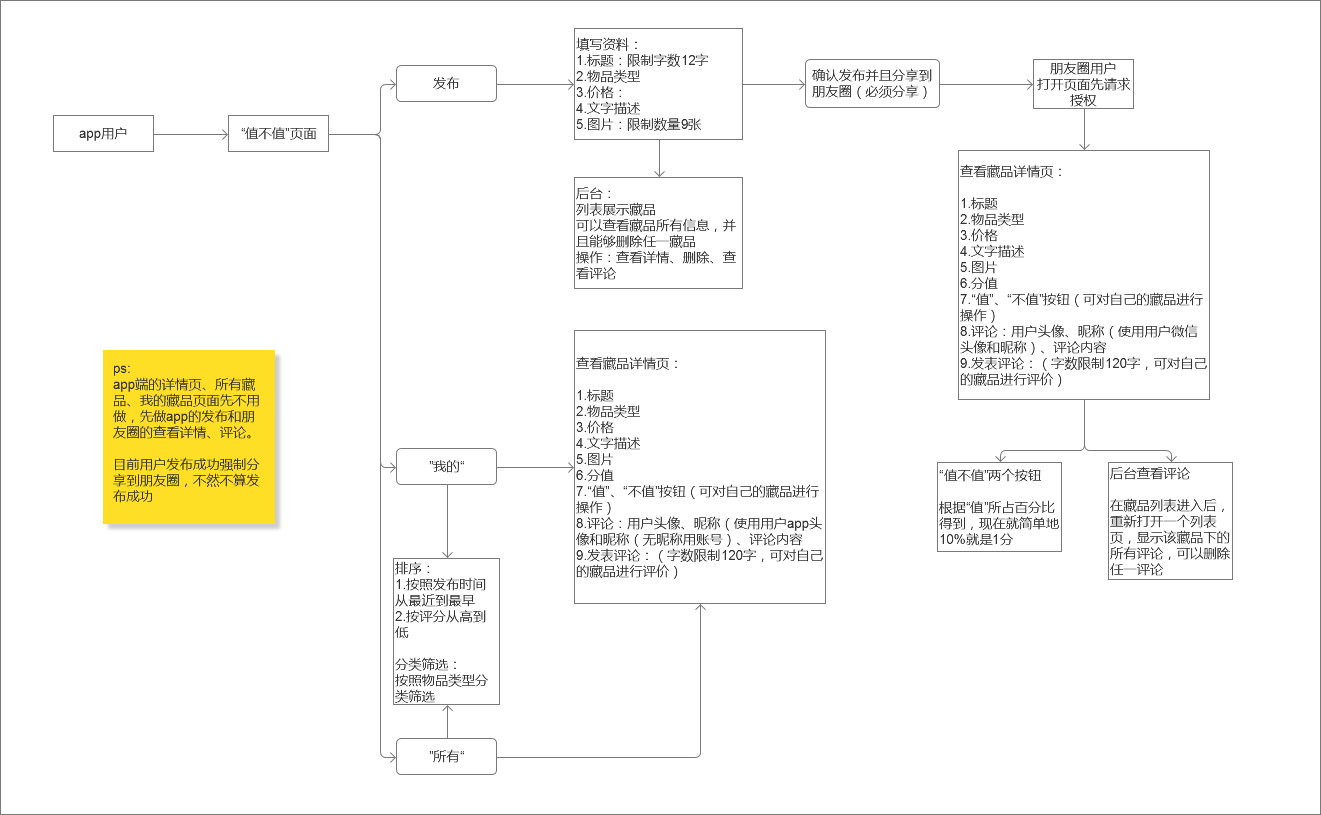 app用户
“值不值”页面
发布
填写资料：
1.标题：限制字数12字
2.物品类型
3.价格：
4.文字描述
5.图片：限制数量9张
确认发布并且分享到
朋友圈（必须分享）
朋友圈用户
打开页面先请求
授权
后台：
列表展示藏品
可以查看藏品所有信息，并
且能够删除任一藏品
操作：查看详情、删除、查
看评论
查看藏品详情页：
1.标题
2.物品类型
3.价格
4.文字描述
5.图片
6.分值
7.“值”、“不值”按钮（可对自己的藏品进行
操作）
8.评论：用户头像、昵称（使用用户微信
头像和昵称）、评论内容
9.发表评论：（字数限制120字，可对自己
的藏品进行评价）
ps:
app端的详情页、所有藏
品、我的藏品页面先不用
做，先做app的发布和朋
友圈的查看详情、评论。
目前用户发布成功强制分
享到朋友圈，不然不算发
布成功
”我的“
查看藏品详情页：
1.标题
2.物品类型
3.价格
4.文字描述
5.图片
6.分值
7.“值”、“不值”按钮（可对自己的藏品进行
操作）
8.评论：用户头像、昵称（使用用户app头
像和昵称（无昵称用账号）、评论内容
9.发表评论：（字数限制120字，可对自己
的藏品进行评价）
“值不值”两个按钮
根据“值”所占百分比
得到，现在就简单地
10%就是1分
后台查看评论
在藏品列表进入后，
重新打开一个列表
页，显示该藏品下的
所有评论，可以删除
任一评论
排序：
1.按照发布时间
从最近到最早
2.按评分从高到
低
分类筛选：
按照物品类型分
类筛选
”所有“